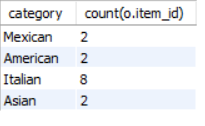 category count(o.item_id)
Mexican 2
American 2
Italian 8
Asian 2